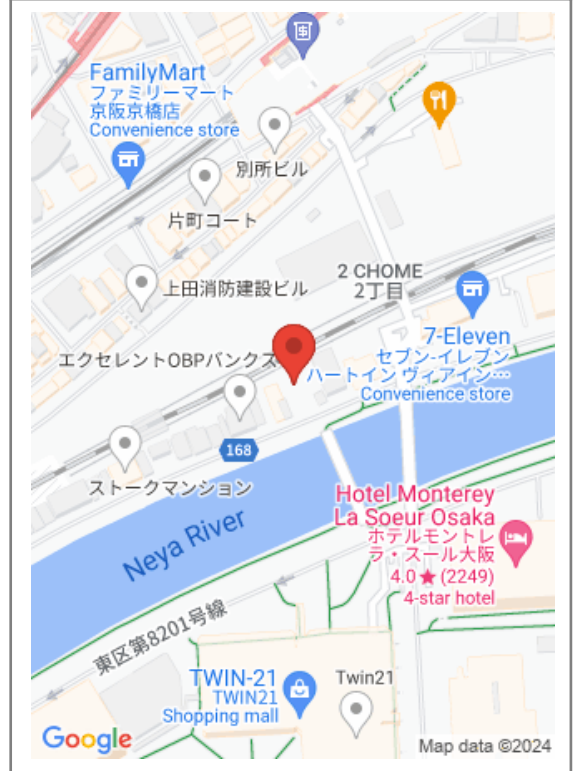 FamilyMart
ファミリーマート
京阪京橋店
Convenience store
別所ビル
片町コート
2 CHOME
2丁目
上田消防建設ビル
7-Eleven
セブン-イレブン
ハートイン ヴィアイン…
Convenience store
エクセレントOBPバンクス
168
ストークマンション
Neya River
Hotel Monterey
La Soeur Osaka
ホテルモントレ
ラ・スール大阪
4.0 ★ (2249)
4-star hotel
東区第8201号線
TWIN-21
TWIN21
Shopping mall
Twin21
Google
Map data ©2024